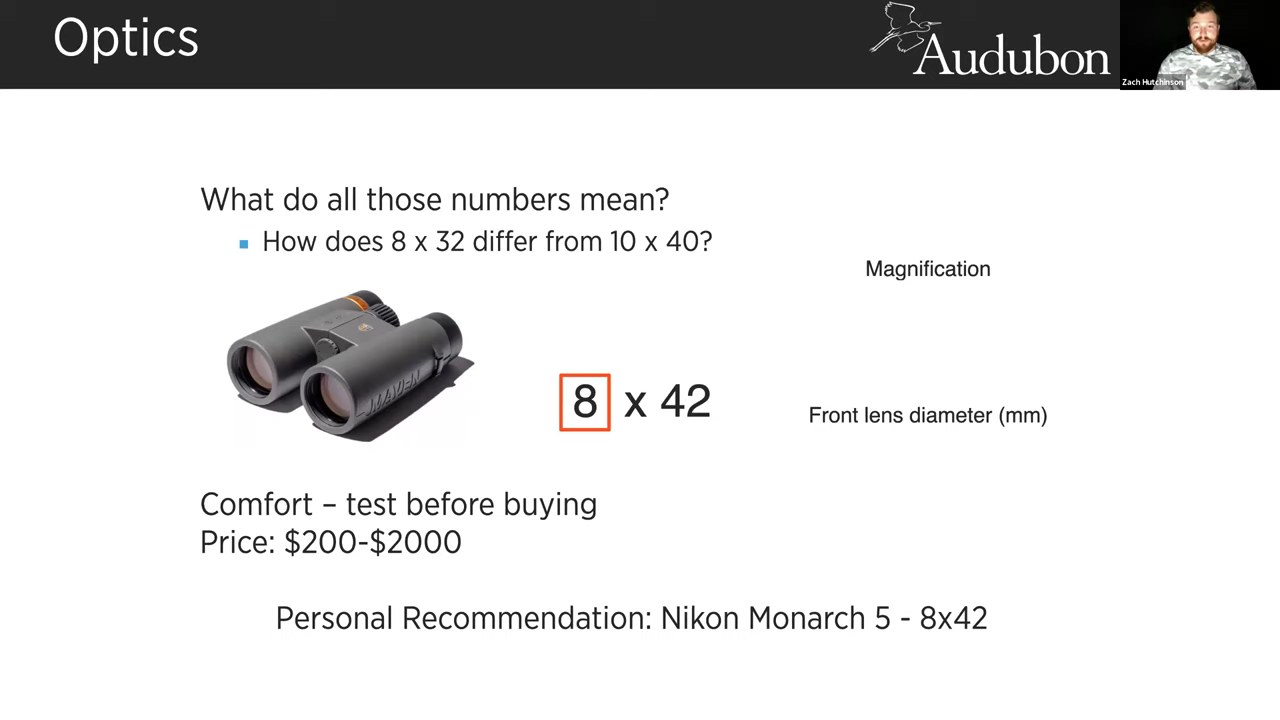 Optics
Audubon
Zach Hutchinson
What do all those numbers mean?
How does 8 x 32 differ from 10 x 40?
Magnification
MAVEN
8 x 42
Front lens diameter (mm)
Comfort – test before buying
Price: $200-$2000
Personal Recommendation: Nikon Monarch 5 - 8x42